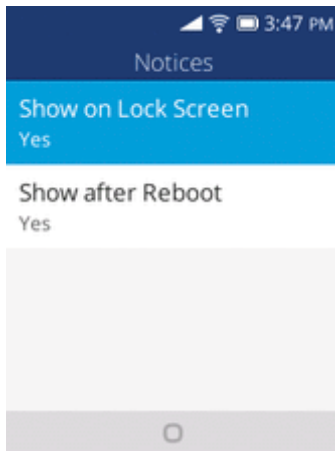 3:47 PM
Notices
Show on Lock Screen
Yes
Show after Reboot
Yes